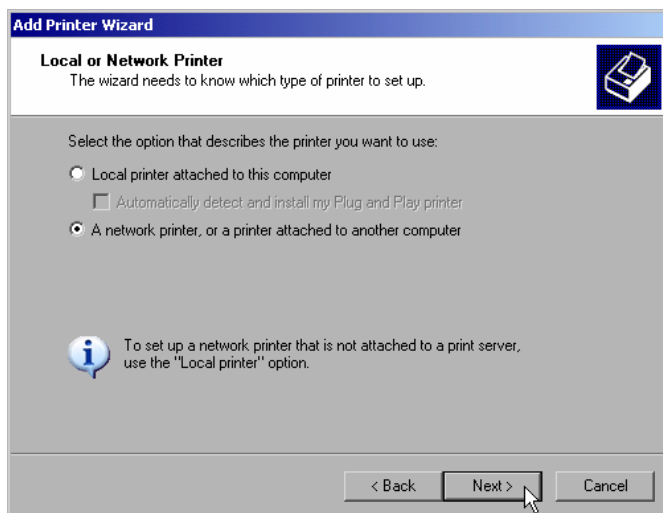 Add Printer Wizard
Local or Network Printer
The wizard needs to know which type of printer to set up.
Select the option that describes the printer you want to use:
Local printer attached to this computer
Automatically detect and install my Plug and Play printer
A network printer, or a printer attached to another computer
To set up a network printer that is not attached to a print server,
use the "Local printer" option.
< Back Next > Cancel